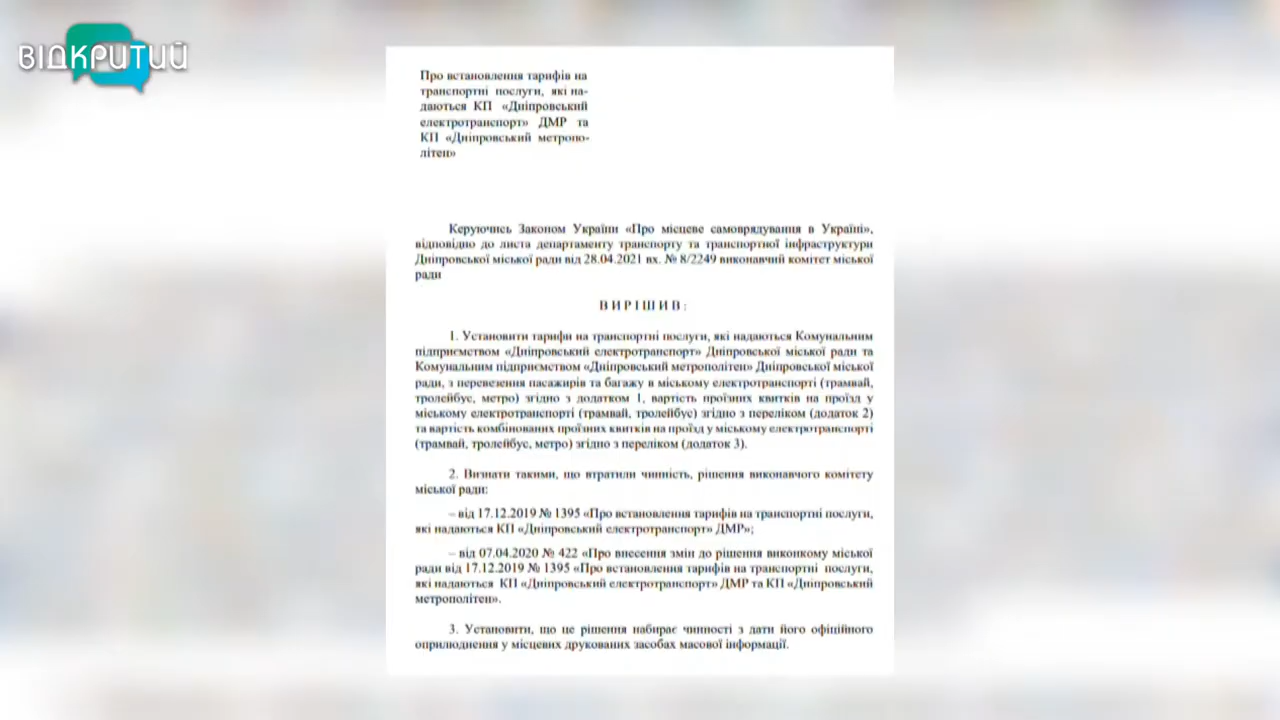 ВІДКРИТИЙ
Про встановлення тарифів на
транспортні послуги, які на-
даються КП «Дніпровський
електротранспорт» ДМР та
КП «Дніпровський метропо-
літен»
Керуючись Законом України «Про місцеве самоврядування в Україні»,
відповідно до листа департаменту транспорту та транспортної інфраструктури
Дніпровської міської ради від 28.04.2021 вх. № 8/2249 виконавчий комітет міської
ради
В И Р І Ш И В :
1. Установити тарифи на транспортні послуги, які надаються Комунальним
підприємством «Дніпровський електротранспорт» Дніпровської міської ради та
Комунальним підприємством «Дніпровський метрополітен» Дніпровської міської
ради, з перевезення пасажирів та багажу в міському електротранспорті (трамвай,
тролейбус, метро) згідно з додатком 1, вартість проїзних квитків на проїзд у
міському електротранспорті (трамвай, тролейбус) згідно з переліком (додаток 2)
та вартість комбінованих проїзних квитків на проїзд у міському електротранспорті
(трамвай, тролейбус, метро) згідно з переліком (додаток 3).
2. Визнати такими, що втратили чинність, рішення виконавчого комітету
міської ради:
– від 17.12.2019 № 1395 «Про встановлення тарифів на транспортні послуги,
які надаються КП «Дніпровський електротранспорт» ДМР»;
– від 07.04.2020 № 422 «Про внесення змін до рішення виконкому міської
ради від 17.12.2019 № 1395 «Про встановлення тарифів на транспортні послуги,
які надаються КП «Дніпровський електротранспорт» ДМР та КП «Дніпровський
метрополітен».
3. Установити, що це рішення набирає чинності з дати його офіційного
оприлюднення у місцевих друкованих засобах масової інформації.